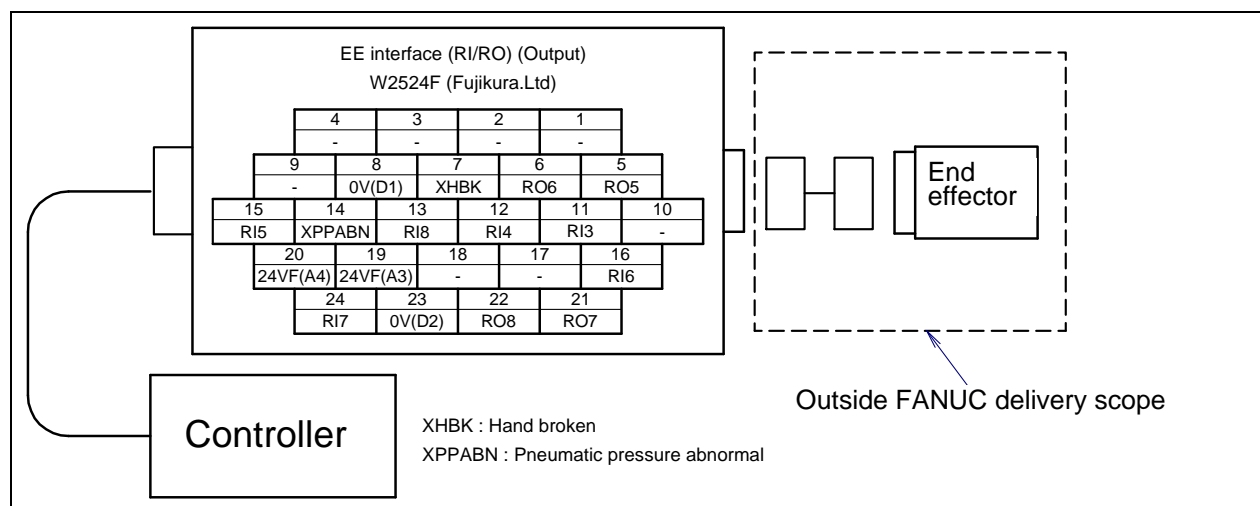 EE interface (RI/RO) (Output)
W2524F (Fujikura.Ltd)
4 3 2 1
- - - -
9 8 7 6 5
- 0V(D1) XHBK RO6 RO5
15 14 13 12 11 10
RI5 XPPABN RI8 RI4 RI3 -
20 19 18 17 16
24VF(A4) 24VF(A3) - - RI6
24 23 22 21
RI7 0V(D2) RO8 RO7
End
effector
Outside FANUC delivery scope
Controller
XHBK : Hand broken
XPPABN : Pneumatic pressure abnormal